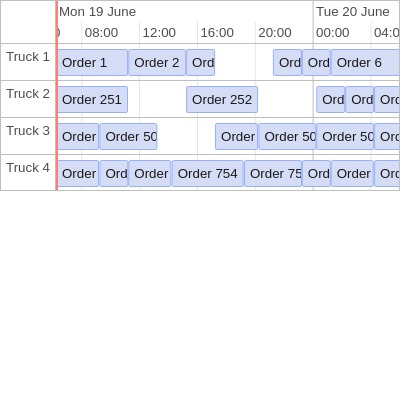 Mon 19 June Tue 20 June
08:00 12:00 16:00 20:00 00:00 04:0
Truck 1 Order 1 Order 2 Ord Ord Ord Order 6
Truck 2 Order 251 Order 252 Ord Ord Ord
Truck 3 Order Order 50 Order Order 50 Order 50 Ord
Truck 4 Order Ord Order Order 754 Order 75 Ord Order Ord